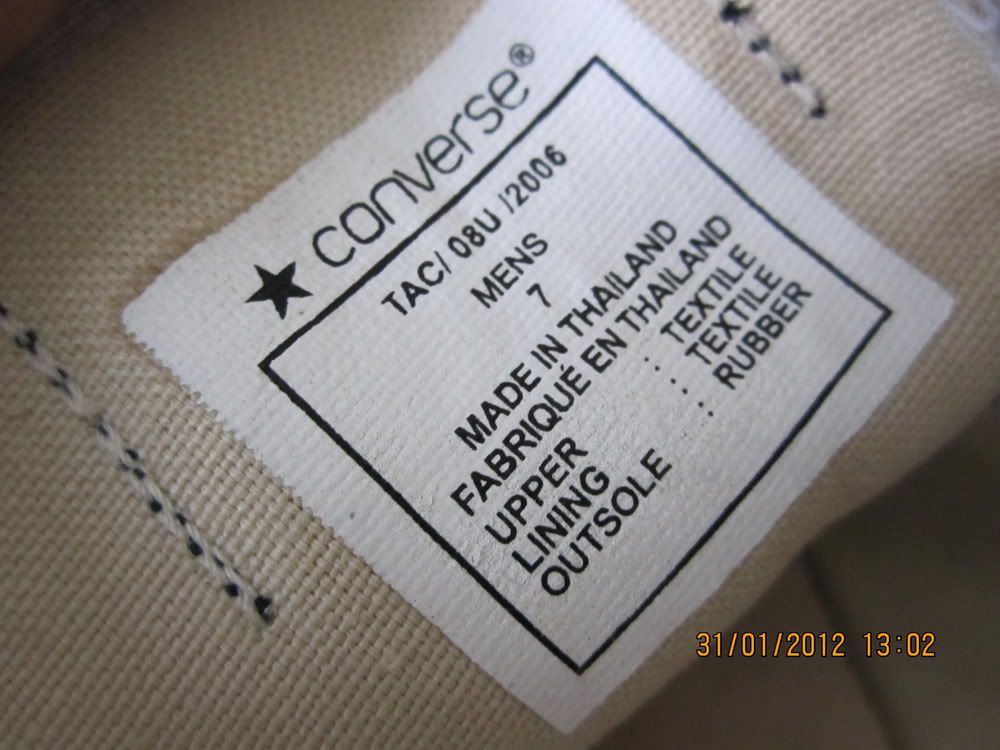 ★ converse®
TAC/ 08U /2006
MENS
7
MADE IN THAILAND
FABRIQUÉ EN THAILAND
UPPER : TEXTILE
LINING : TEXTILE
OUTSOLE : RUBBER
31/01/2012 13:02